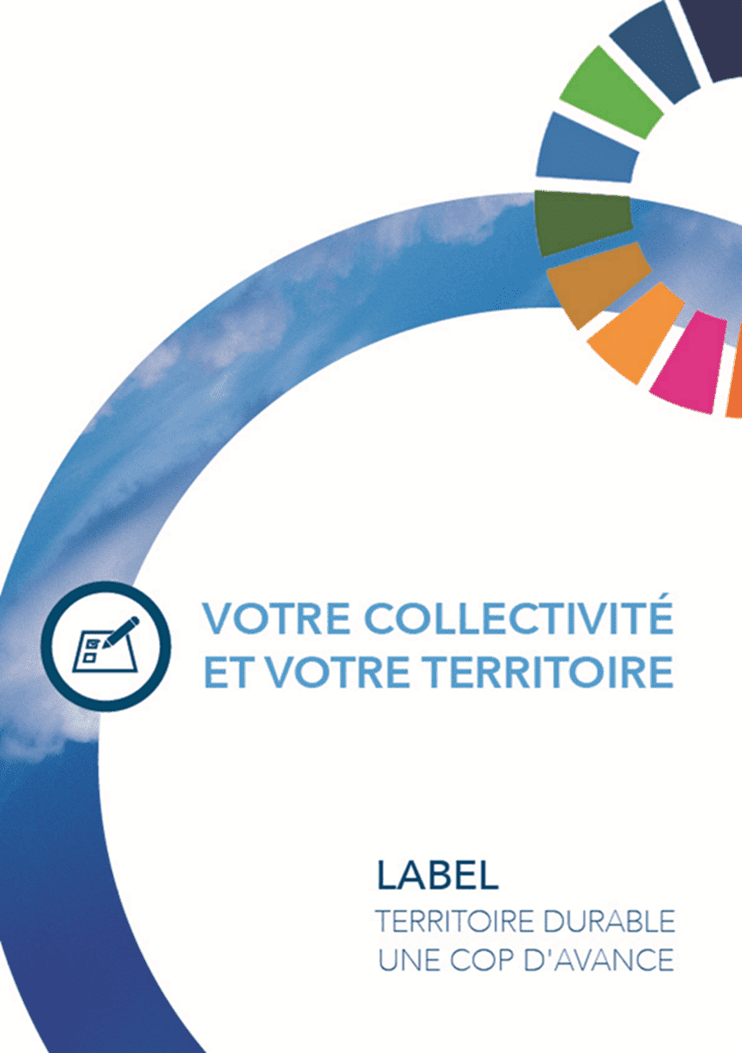 VOTRE COLLECTIVITÉ
ET VOTRE TERRITOIRE
LABEL
TERRITOIRE DURABLE
UNE COP D'AVANCE